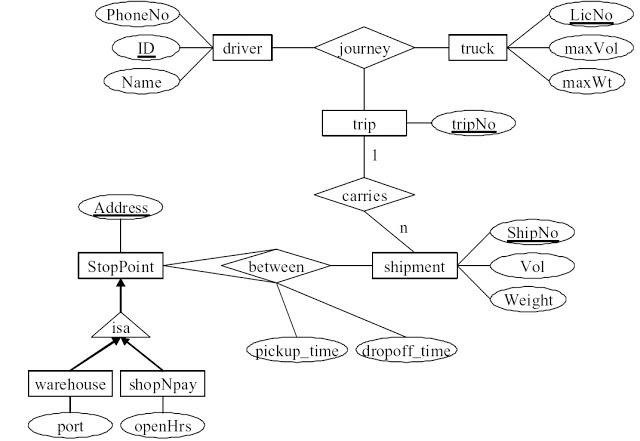 PhoneNo
LicNo
ID
driver
journey
truck
maxVol
Name
maxWt
trip
tripNo
1
carries
Address
n
ShipNo
StopPoint
between
shipment
Vol
Weight
isa
pickup_time
dropoff_time
warehouse
shopNpay
port
openHrs